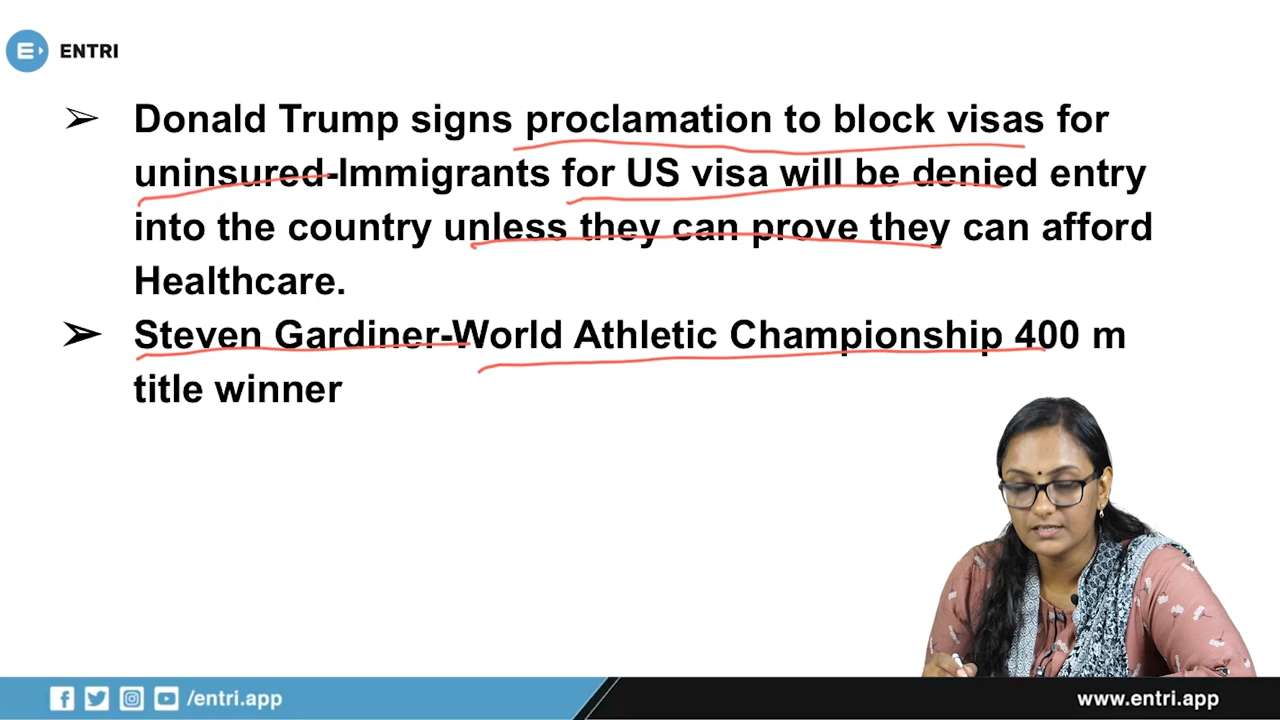 ENTRI
➢ Donald Trump signs proclamation to block visas for
uninsured-Immigrants for US visa will be denied entry
into the country unless they can prove they can afford
Healthcare.
➢ Steven Gardiner-World Athletic Championship 400 m
title winner
/entri.app
www.entri.app